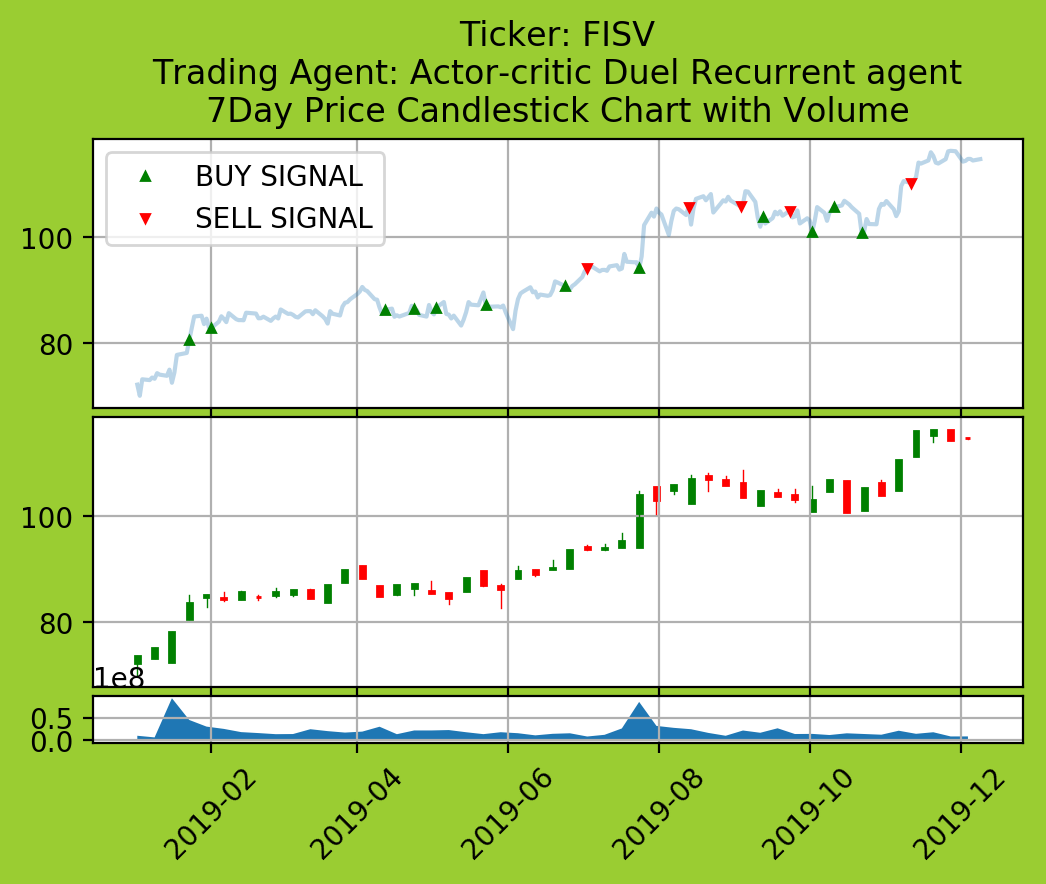 Ticker: FISV
Trading Agent: Actor-critic Duel Recurrent agent
7Day Price Candlestick Chart with Volume
BUY SIGNAL
SELL SIGNAL
100
80
100
80
1e8
0.5
0.0
2019-02
2019-04
2019-06
2019-08
2019-10
2019-12